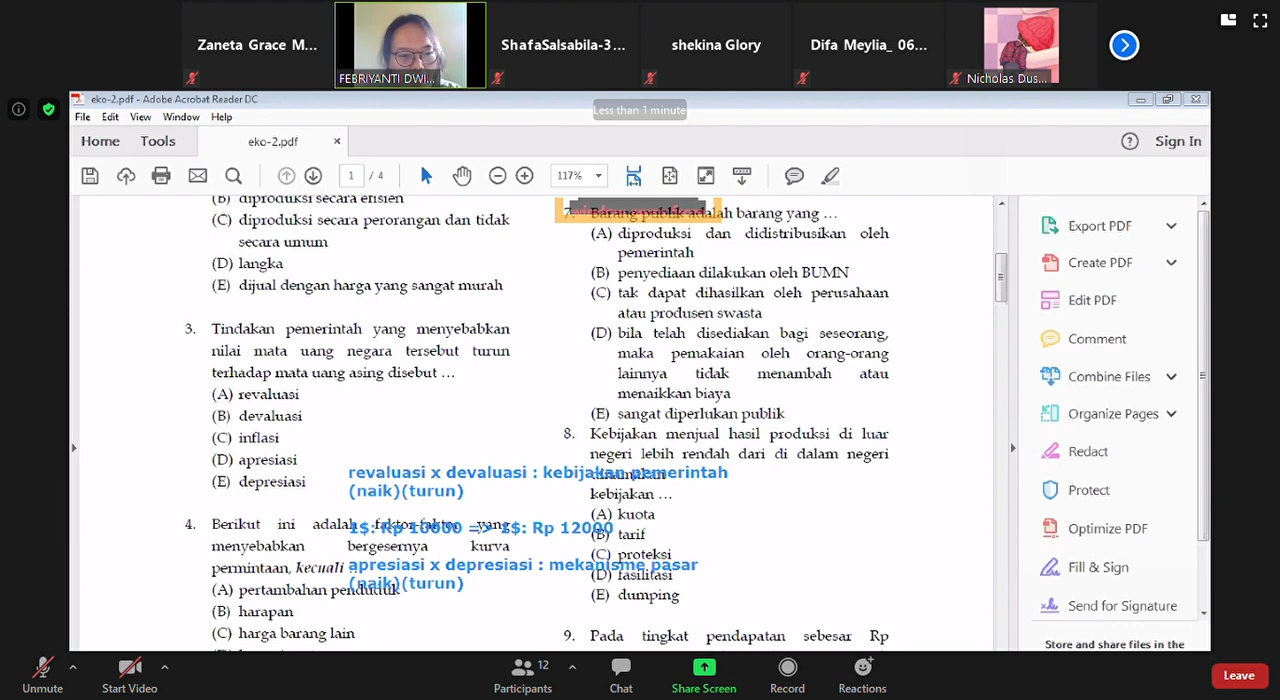 Zaneta Grace M...
FEBRIYANTI DWI...
ShafaSalsabila-3...
shekina Glory
Difa Meylia_ 06...
Nicholas Dus...
eko-2.pdf - Adobe Acrobat Reader DC
Less than 1 minute
File Edit View Window Help
Home Tools eko-2.pdf × Sign In
1 / 4 117%
(B) diproduksi secara efisien
(C) diproduksi secara perorangan dan tidak
secara umum
(D) langka
(E) dijual dengan harga yang sangat murah
3. Tindakan pemerintah yang menyebabkan
nilai mata uang negara tersebut turun
terhadap mata uang asing disebut ...
(A) revaluasi
(B) devaluasi
(C) inflasi
(D) apresiasi
(E) depresiasi
revaluasi x devaluasi : kebijakan pemerintah
(naik)(turun)
1$: Rp 10000 => 1$: Rp 12000
apresiasi x depresiasi : mekanisme pasar
(naik)(turun)
4. Berikut ini adalah faktor-faktor yang
menyebabkan bergesernya kurva
permintaan, kecuali ...
(A) pertambahan penduduk
(B) harapan
(C) harga barang lain
7. Barang publik adalah barang yang ...
(A) diproduksi dan didistribusikan oleh
pemerintah
(B) penyediaan dilakukan oleh BUMN
(C) tak dapat dihasilkan oleh perusahaan
atau produsen swasta
(D) bila telah disediakan bagi seseorang,
maka pemakaian oleh orang-orang
lainnya tidak menambah atau
menaikkan biaya
(E) sangat diperlukan publik
8. Kebijakan menjual hasil produksi di luar
negeri lebih rendah dari di dalam negeri
dinamakan
kebijakan ...
(A) kuota
(B) tarif
(C) proteksi
(D) fasilitasi
(E) dumping
9. Pada tingkat pendapatan sebesar Rp
Export PDF
Create PDF
Edit PDF
Comment
Combine Files
Organize Pages
Redact
Protect
Optimize PDF
Fill & Sign
Send for Signature
Store and share files in the
Unmute
Start Video
Participants 12
Chat
Share Screen
Record
Reactions
Leave